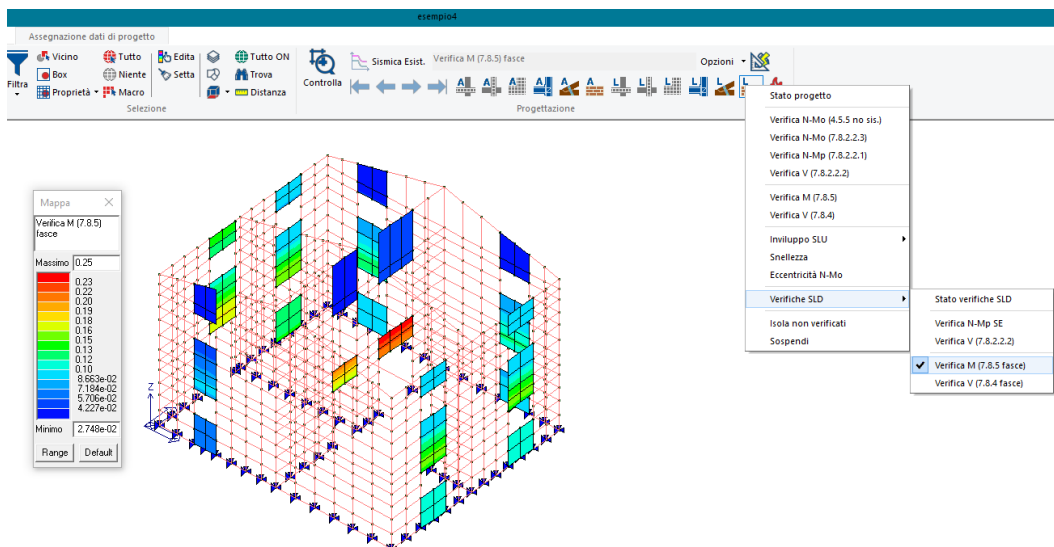 esempio4
Assegnazione dati di progetto
Filtra
Vicino
Tutto
Edita
Tutto ON
Box
Niente
Setta
Trova
Proprietà
Macro
Distanza
Selezione
Controlla
Sismica Esist.
Verifica M (7.8.5) fasce
Opzioni
Progettazione
Stato progetto
Verifica N-Mo (4.5.5 no sis.)
Verifica N-Mo (7.8.2.2.3)
Verifica N-Mp (7.8.2.2.1)
Verifica V (7.8.2.2.2)
Verifica M (7.8.5)
Verifica V (7.8.4)
Inviluppo SLU
Snellezza
Eccentricità N-Mo
Verifiche SLD
Isola non verificati
Sospendi
Stato verifiche SLD
Verifica N-Mp SE
Verifica V (7.8.2.2.2)
Verifica M (7.8.5 fasce)
Verifica V (7.8.4 fasce)
Mappa
Verifica M (7.8.5)
fasce
Massimo 0.25
0.23
0.22
0.20
0.19
0.18
0.16
0.15
0.13
0.12
0.10
8.663e-02
7.184e-02
5.706e-02
4.227e-02
Minimo 2.748e-02
Range Default
Z